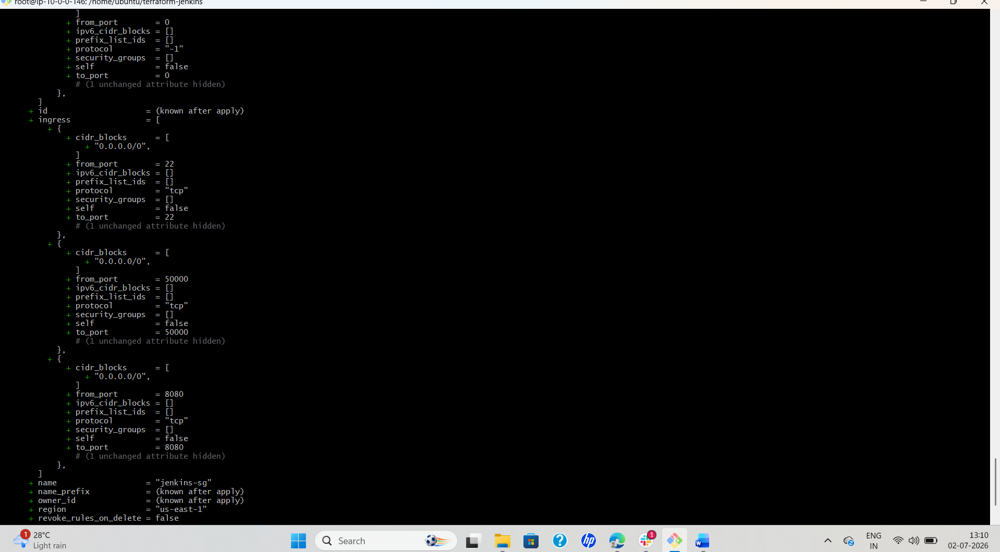 root@ip-10-0-0-146: /home/ubuntu/terraform-jenkins
              ]
            + from_port        = 0
            + ipv6_cidr_blocks = []
            + prefix_list_ids  = []
            + protocol         = "-1"
            + security_groups  = []
            + self             = false
            + to_port          = 0
              # (1 unchanged attribute hidden)
          },
      ]
    + id                     = (known after apply)
    + ingress                = [
        + {
            + cidr_blocks      = [
                + "0.0.0.0/0",
              ]
            + from_port        = 22
            + ipv6_cidr_blocks = []
            + prefix_list_ids  = []
            + protocol         = "tcp"
            + security_groups  = []
            + self             = false
            + to_port          = 22
              # (1 unchanged attribute hidden)
          },
        + {
            + cidr_blocks      = [
                + "0.0.0.0/0",
              ]
            + from_port        = 50000
            + ipv6_cidr_blocks = []
            + prefix_list_ids  = []
            + protocol         = "tcp"
            + security_groups  = []
            + self             = false
            + to_port          = 50000
              # (1 unchanged attribute hidden)
          },
        + {
            + cidr_blocks      = [
                + "0.0.0.0/0",
              ]
            + from_port        = 8080
            + ipv6_cidr_blocks = []
            + prefix_list_ids  = []
            + protocol         = "tcp"
            + security_groups  = []
            + self             = false
            + to_port          = 8080
              # (1 unchanged attribute hidden)
          },
      ]
    + name                   = "jenkins-sg"
    + name_prefix            = (known after apply)
    + owner_id               = (known after apply)
    + region                 = "us-east-1"
    + revoke_rules_on_delete = false
1
28°C
Light rain
Search
hp
1
W
ENG
IN
13:10
02-07-2026